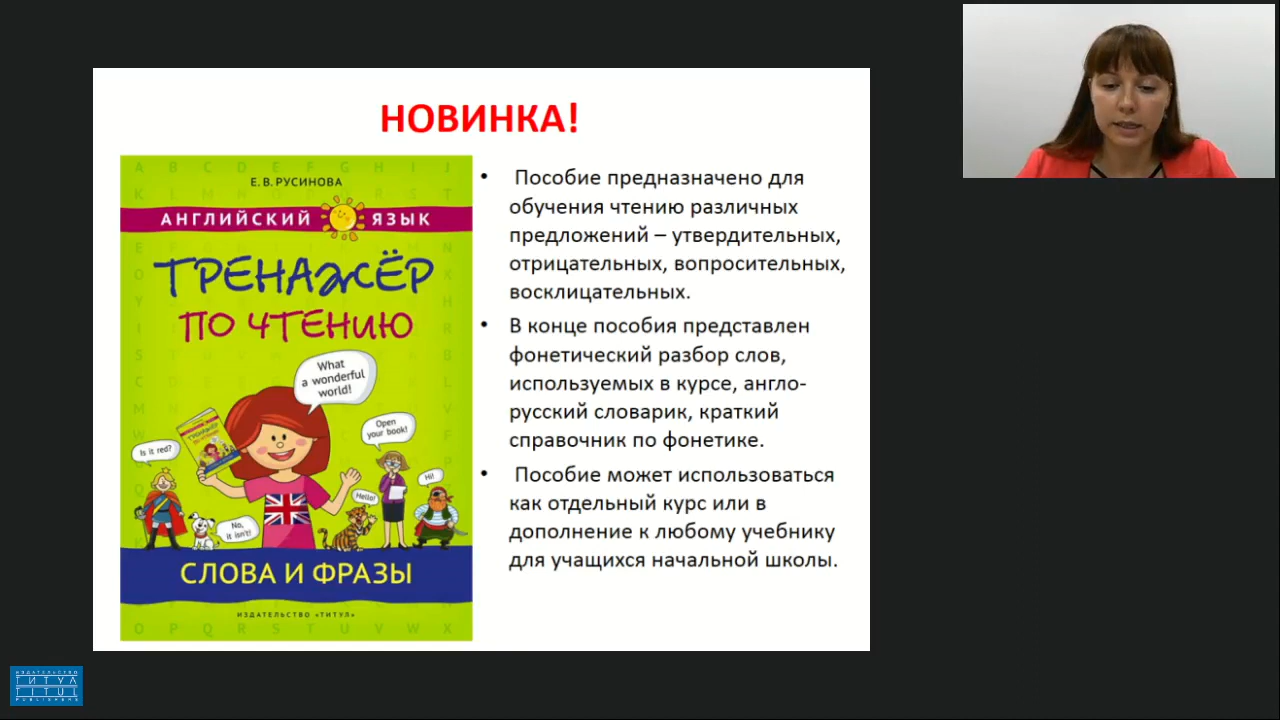 НОВИНКА!
Е. В. РУСИНОВА
АНГЛИЙСКИЙ ЯЗЫК
ТРЕНАЖЁР
ПО ЧТЕНИЮ
What
a wonderful
world!
Open
your book!
Is it red?
Hi!
Hello!
No,
it isn't!
СЛОВА И ФРАЗЫ
ИЗДАТЕЛЬСТВО «ТИТУЛ»
• Пособие предназначено для
обучения чтению различных
предложений – утвердительных,
отрицательных, вопросительных,
восклицательных.
• В конце пособия представлен
фонетический разбор слов,
используемых в курсе, англо-
русский словарик, краткий
справочник по фонетике.
• Пособие может использоваться
как отдельный курс или в
дополнение к любому учебнику
для учащихся начальной школы.
ИЗДАТЕЛЬСТВО
ТИТУЛ
TITUL
PUBLISHERS